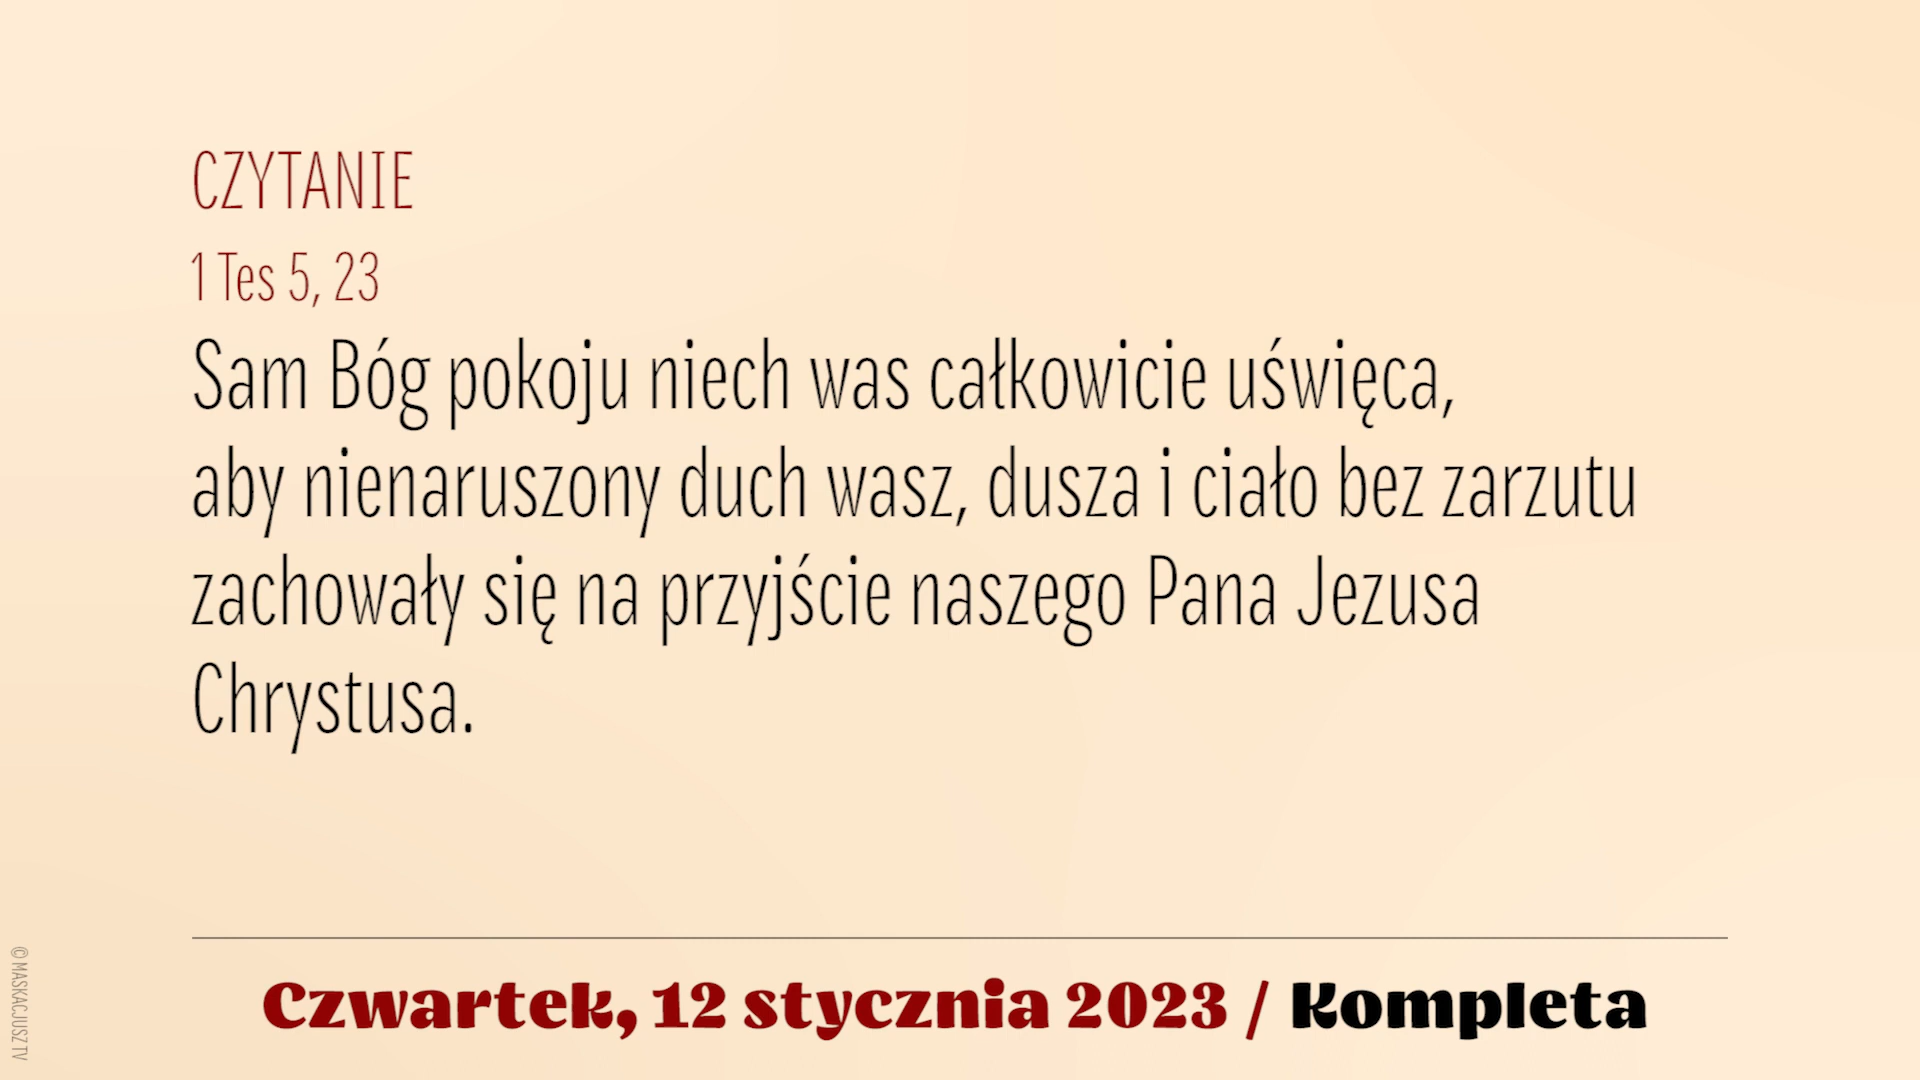 CZYTANIE
1 Tes 5, 23
Sam Bóg pokoju niech was całkowicie uświęca,
aby nienaruszony duch wasz, dusza i ciało bez zarzutu
zachowały się na przyjście naszego Pana Jezusa
Chrystusa.
Czwartek, 12 stycznia 2023 / Kompleta
© MASKACJUSZ TV